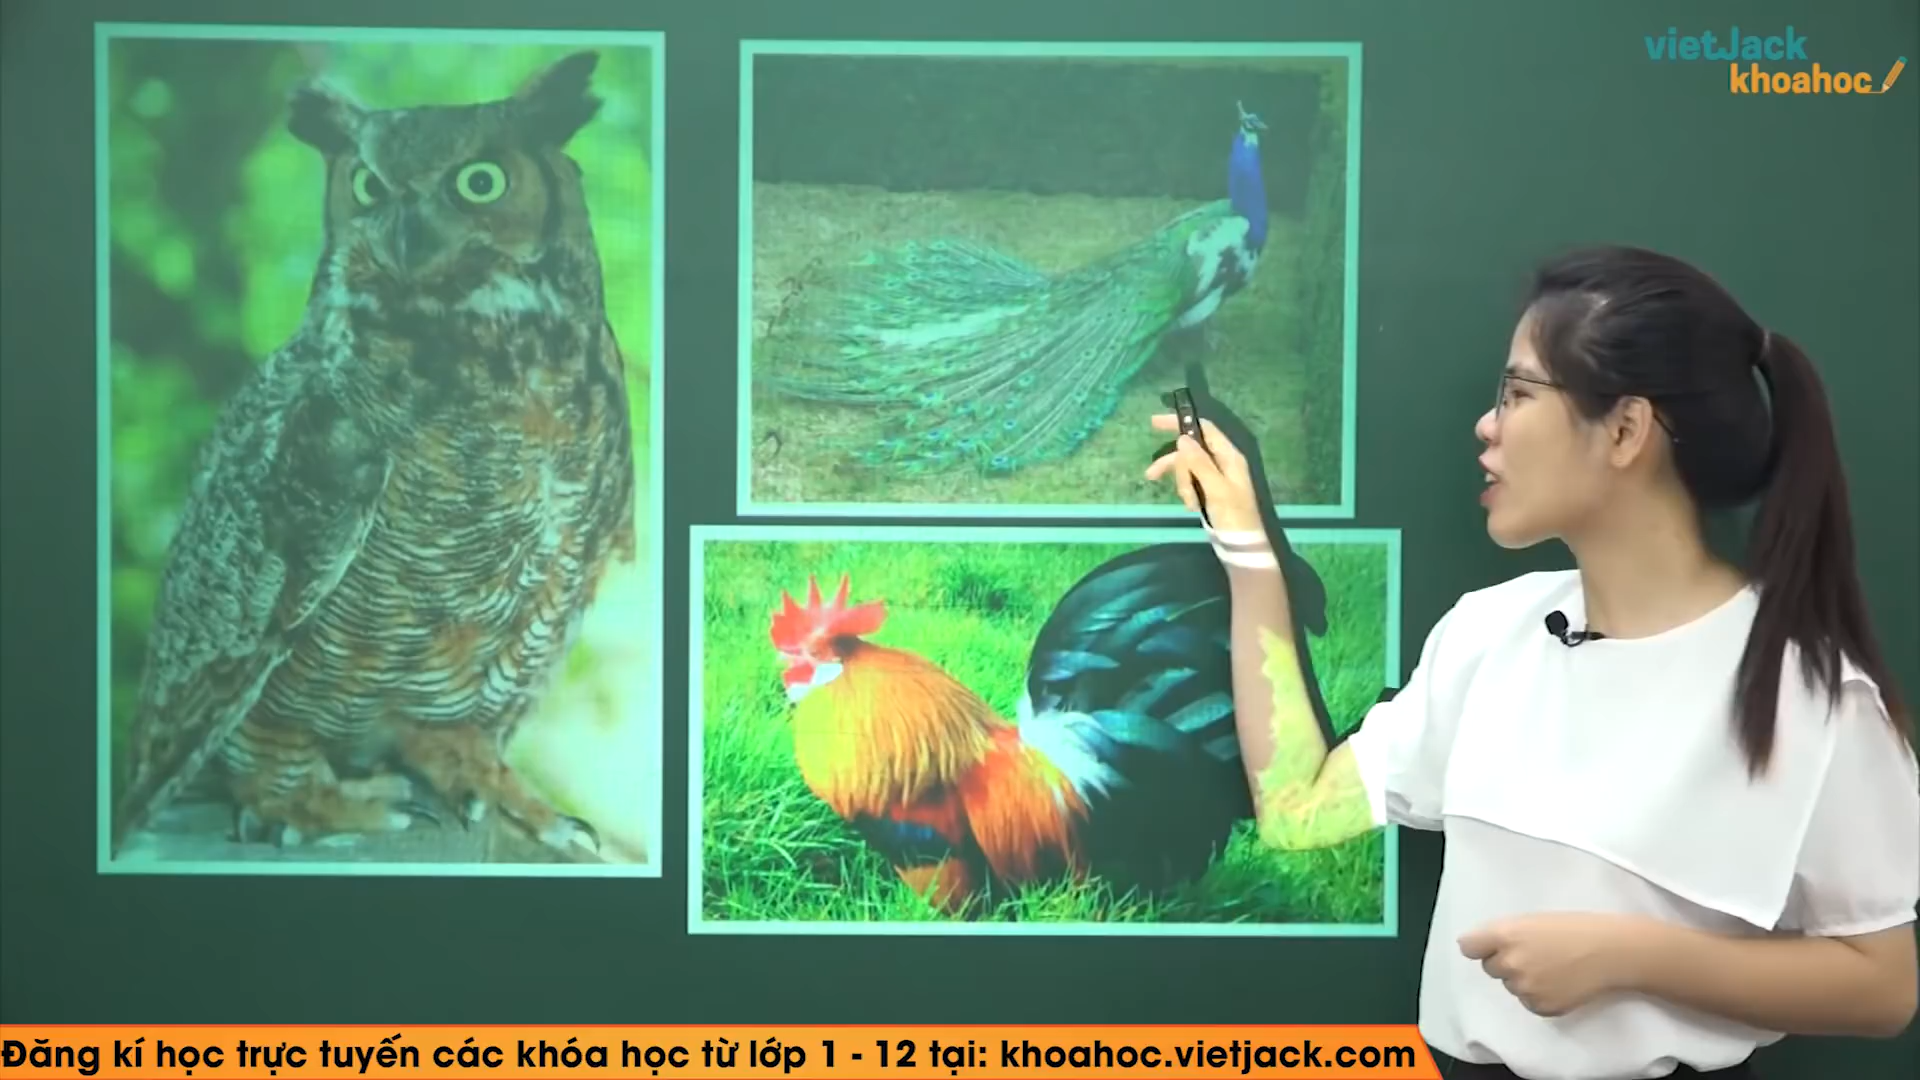 vietJack
khoahoc
Đăng kí học trực tuyến các khóa học từ lớp 1 - 12 tại: khoahoc.vietjack.com